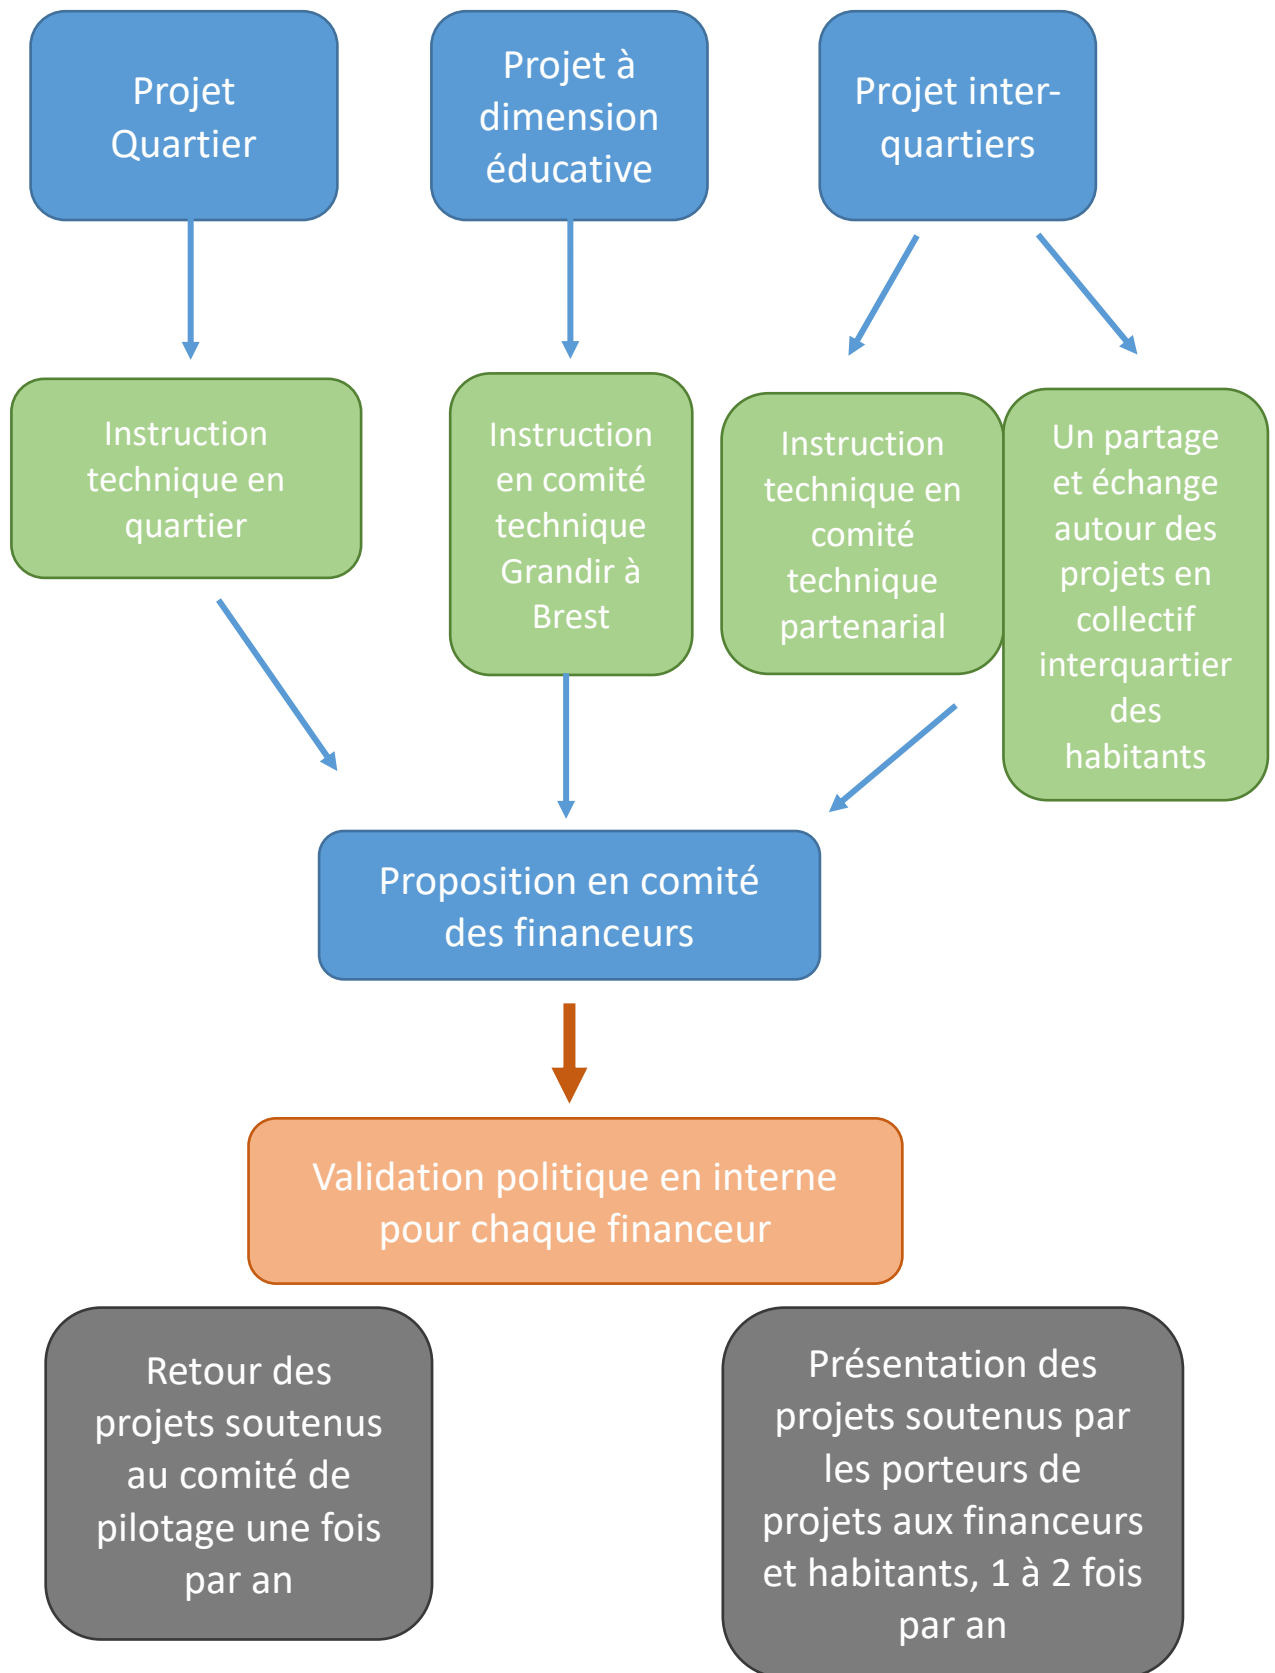 Projet
Quartier
Projet à
dimension
éducative
Projet inter-
quartiers
Instruction
technique en
quartier
Instruction
en comité
technique
Grandir à
Brest
Instruction
technique en
comité
technique
partenarial
Un partage
et échange
autour des
projets en
collectif
interquartier
des
habitants
Proposition en comité
des financeurs
Validation politique en interne
pour chaque financeur
Retour des
projets soutenus
au comité de
pilotage une fois
par an
Présentation des
projets soutenus par
les porteurs de
projets aux financeurs
et habitants, 1 à 2 fois
par an